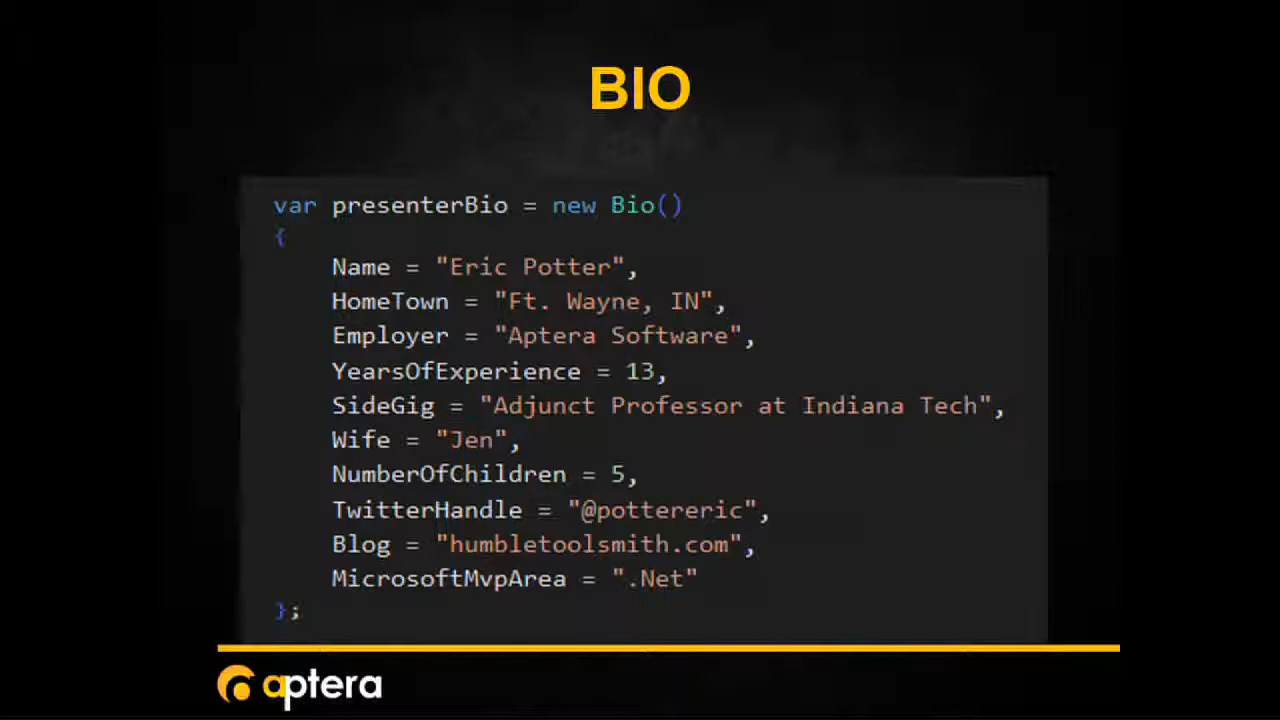 BIO
var presenterBio = new Bio()
{
Name = "Eric Potter",
HomeTown = "Ft. Wayne, IN",
Employer = "Aptera Software",
YearsOfExperience = 13,
SideGig = "Adjunct Professor at Indiana Tech",
Wife = "Jen",
NumberOfChildren = 5,
TwitterHandle = "@pottereric",
Blog = "humbletoolsmith.com",
MicrosoftMvpArea = ".Net"
};
aptera